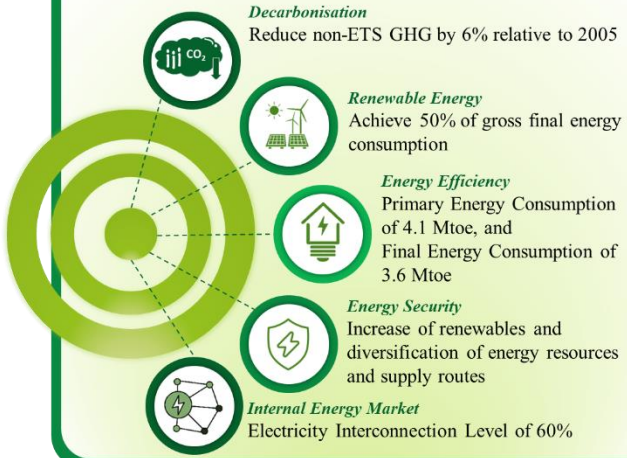 Decarbonisation
Reduce non-ETS GHG by 6% relative to 2005
CO₂
Renewable Energy
Achieve 50% of gross final energy
consumption
Energy Efficiency
Primary Energy Consumption
of 4.1 Mtoe, and
Final Energy Consumption of
3.6 Mtoe
Energy Security
Increase of renewables and
diversification of energy resources
and supply routes
Internal Energy Market
Electricity Interconnection Level of 60%